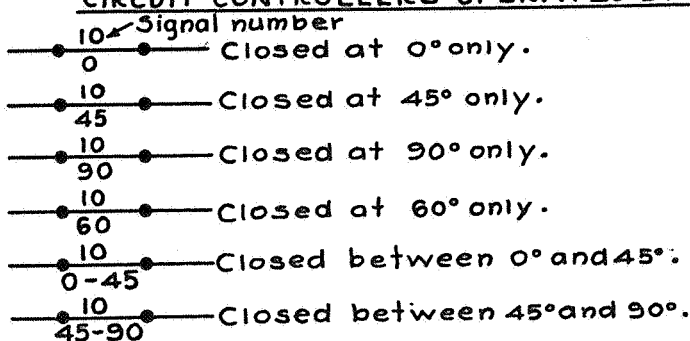 10 Signal number
0 Closed at 0° only.
10
45 Closed at 45° only.
10
90 Closed at 90° only.
10
60 Closed at 60° only.
10
0-45 Closed between 0° and 45°.
10
45-90 Closed between 45° and 90°.